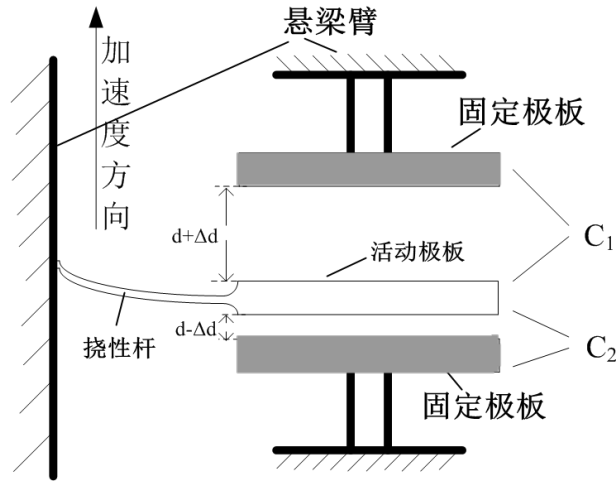 悬梁臂
加速度方向
固定极板
d+Δd
C1
活动极板
挠性杆
d-Δd
C2
固定极板